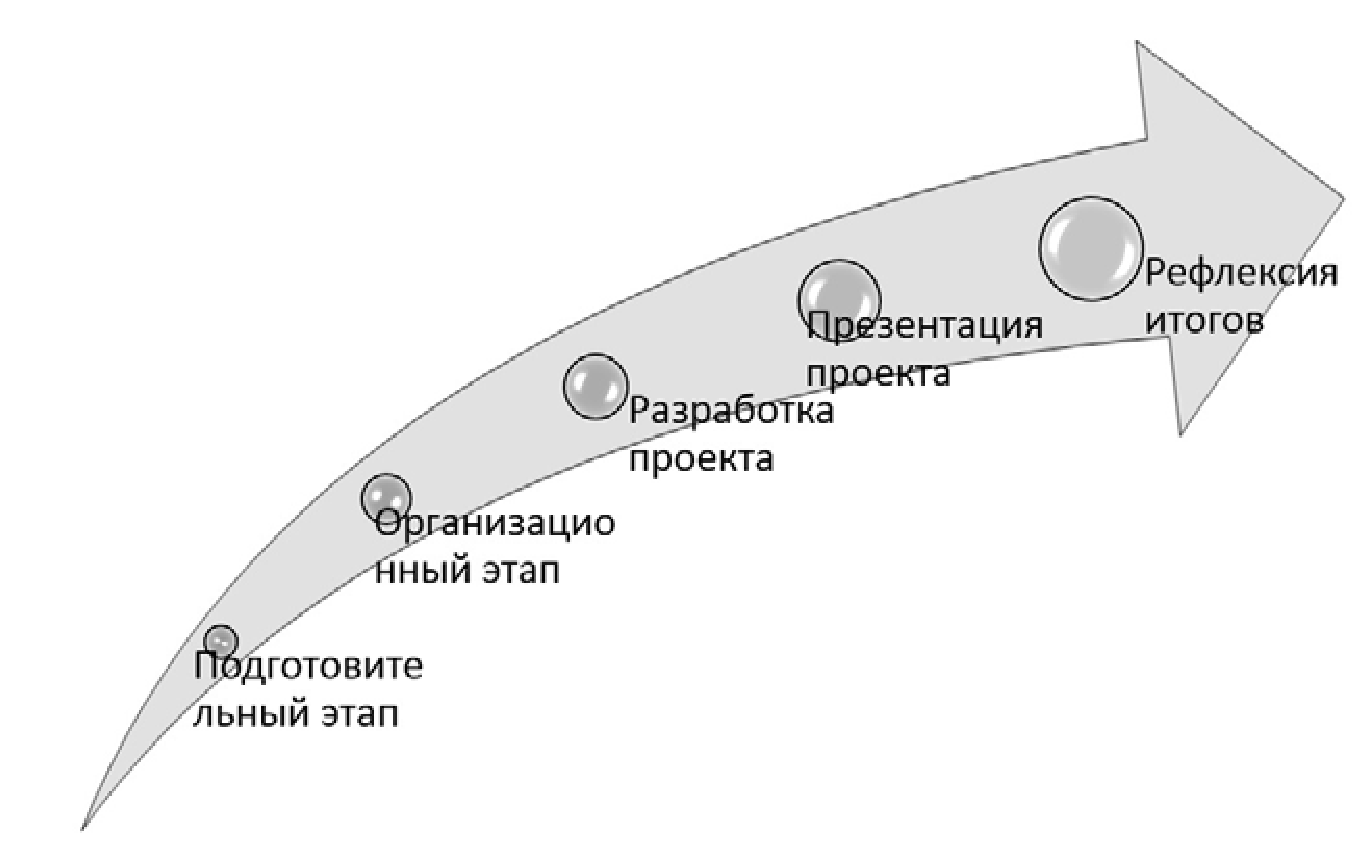 Рефлексия
итогов
Презентация
проекта
Разработка
проекта
Организацио
нный этап
Подготовите
льный этап